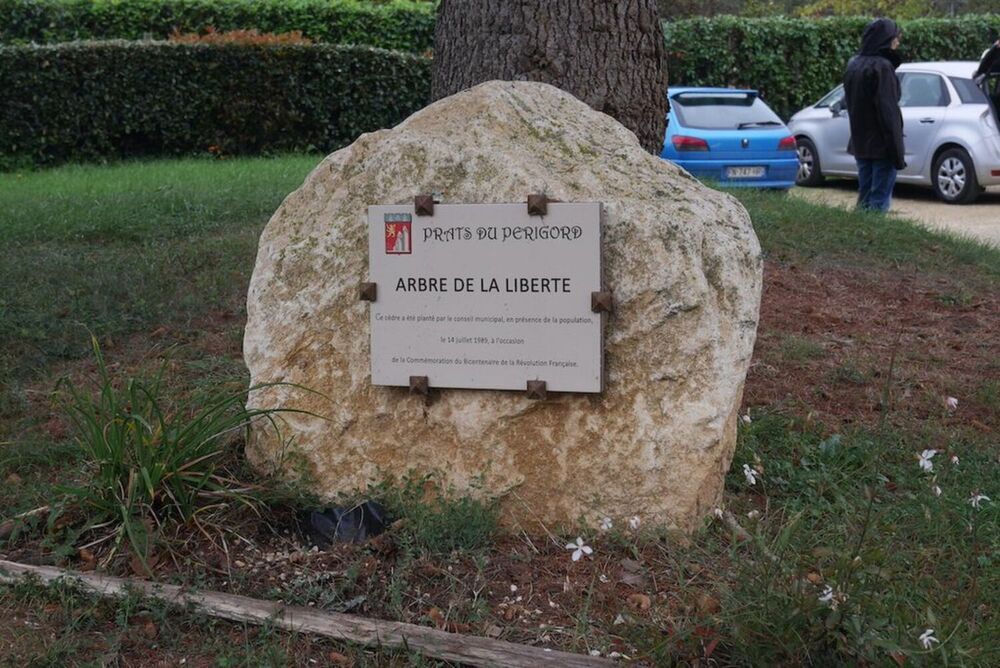 PRATS DU PERIGORD
ARBRE DE LA LIBERTE
Ce cèdre a été planté par le conseil municipal, en présence de la population,
le 14 juillet 1989, à l'occasion
de la Commémoration du Bicentenaire de la Révolution Française.